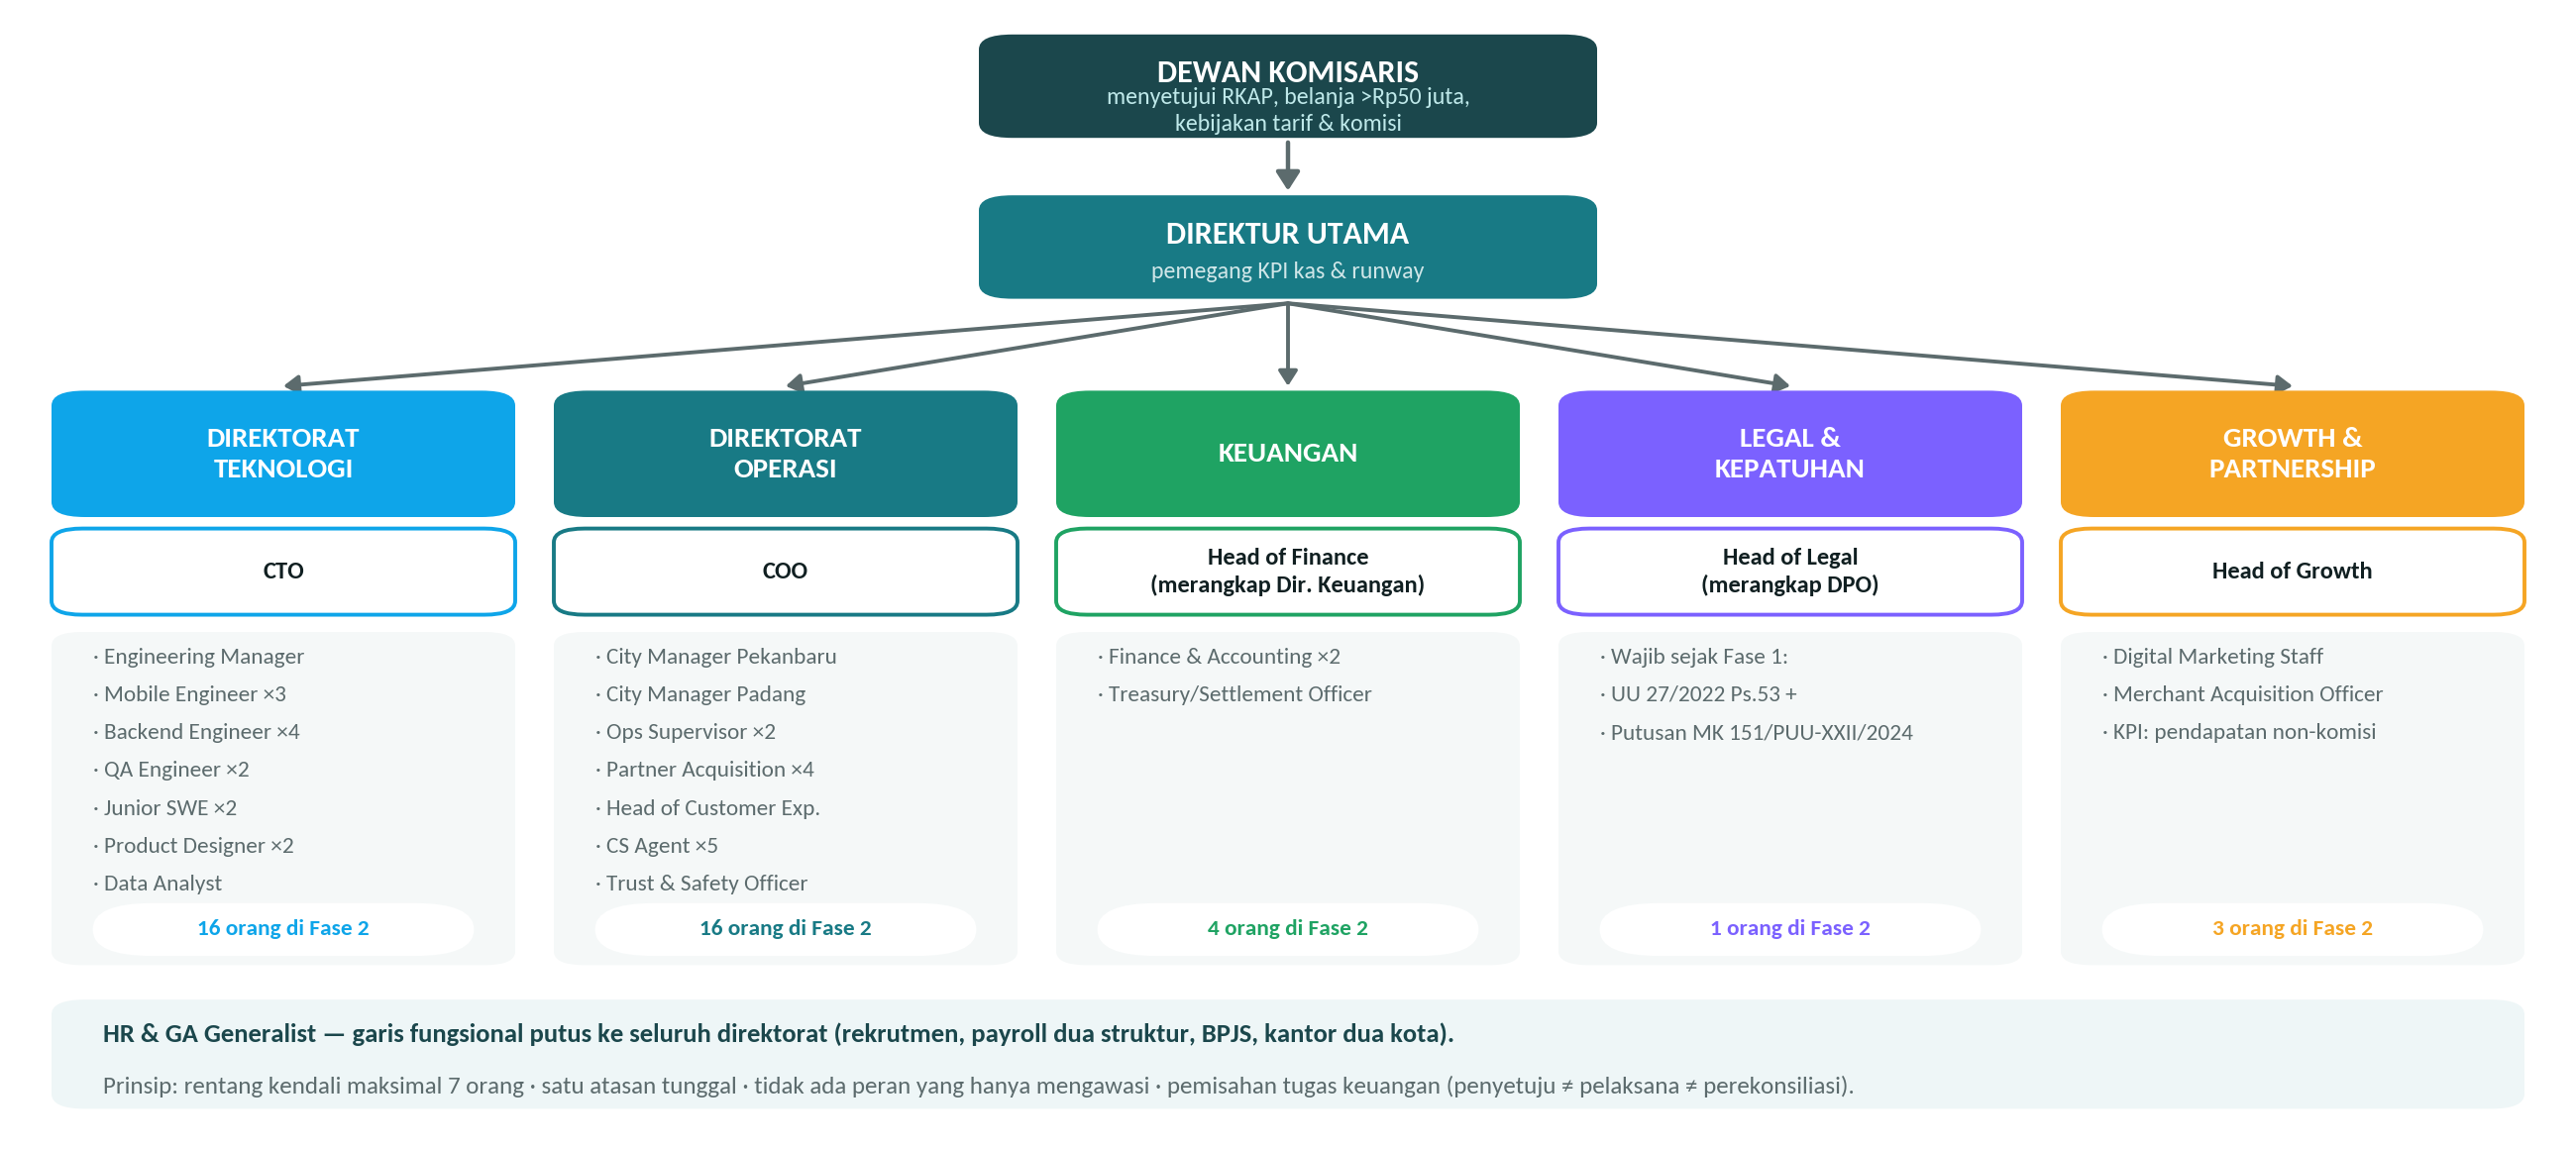 DEWAN KOMISARIS
menyetujui RKAP, belanja >Rp50 juta,
kebijakan tarif & komisi
DIREKTUR UTAMA
pemegang KPI kas & runway
DIREKTORAT
TEKNOLOGI
CTO
· Engineering Manager
· Mobile Engineer ×3
· Backend Engineer ×4
· QA Engineer ×2
· Junior SWE ×2
· Product Designer ×2
· Data Analyst
16 orang di Fase 2
DIREKTORAT
OPERASI
COO
· City Manager Pekanbaru
· City Manager Padang
· Ops Supervisor ×2
· Partner Acquisition ×4
· Head of Customer Exp.
· CS Agent ×5
· Trust & Safety Officer
16 orang di Fase 2
KEUANGAN
Head of Finance
(merangkap Dir. Keuangan)
· Finance & Accounting ×2
· Treasury/Settlement Officer
4 orang di Fase 2
LEGAL &
KEPATUHAN
Head of Legal
(merangkap DPO)
· Wajib sejak Fase 1:
· UU 27/2022 Ps.53 +
· Putusan MK 151/PUU-XXII/2024
1 orang di Fase 2
GROWTH &
PARTNERSHIP
Head of Growth
· Digital Marketing Staff
· Merchant Acquisition Officer
· KPI: pendapatan non-komisi
3 orang di Fase 2
HR & GA Generalist — garis fungsional putus ke seluruh direktorat (rekrutmen, payroll dua struktur, BPJS, kantor dua kota).
Prinsip: rentang kendali maksimal 7 orang · satu atasan tunggal · tidak ada peran yang hanya mengawasi · pemisahan tugas keuangan (penyetuju ≠ pelaksana ≠ perekonsiliasi).